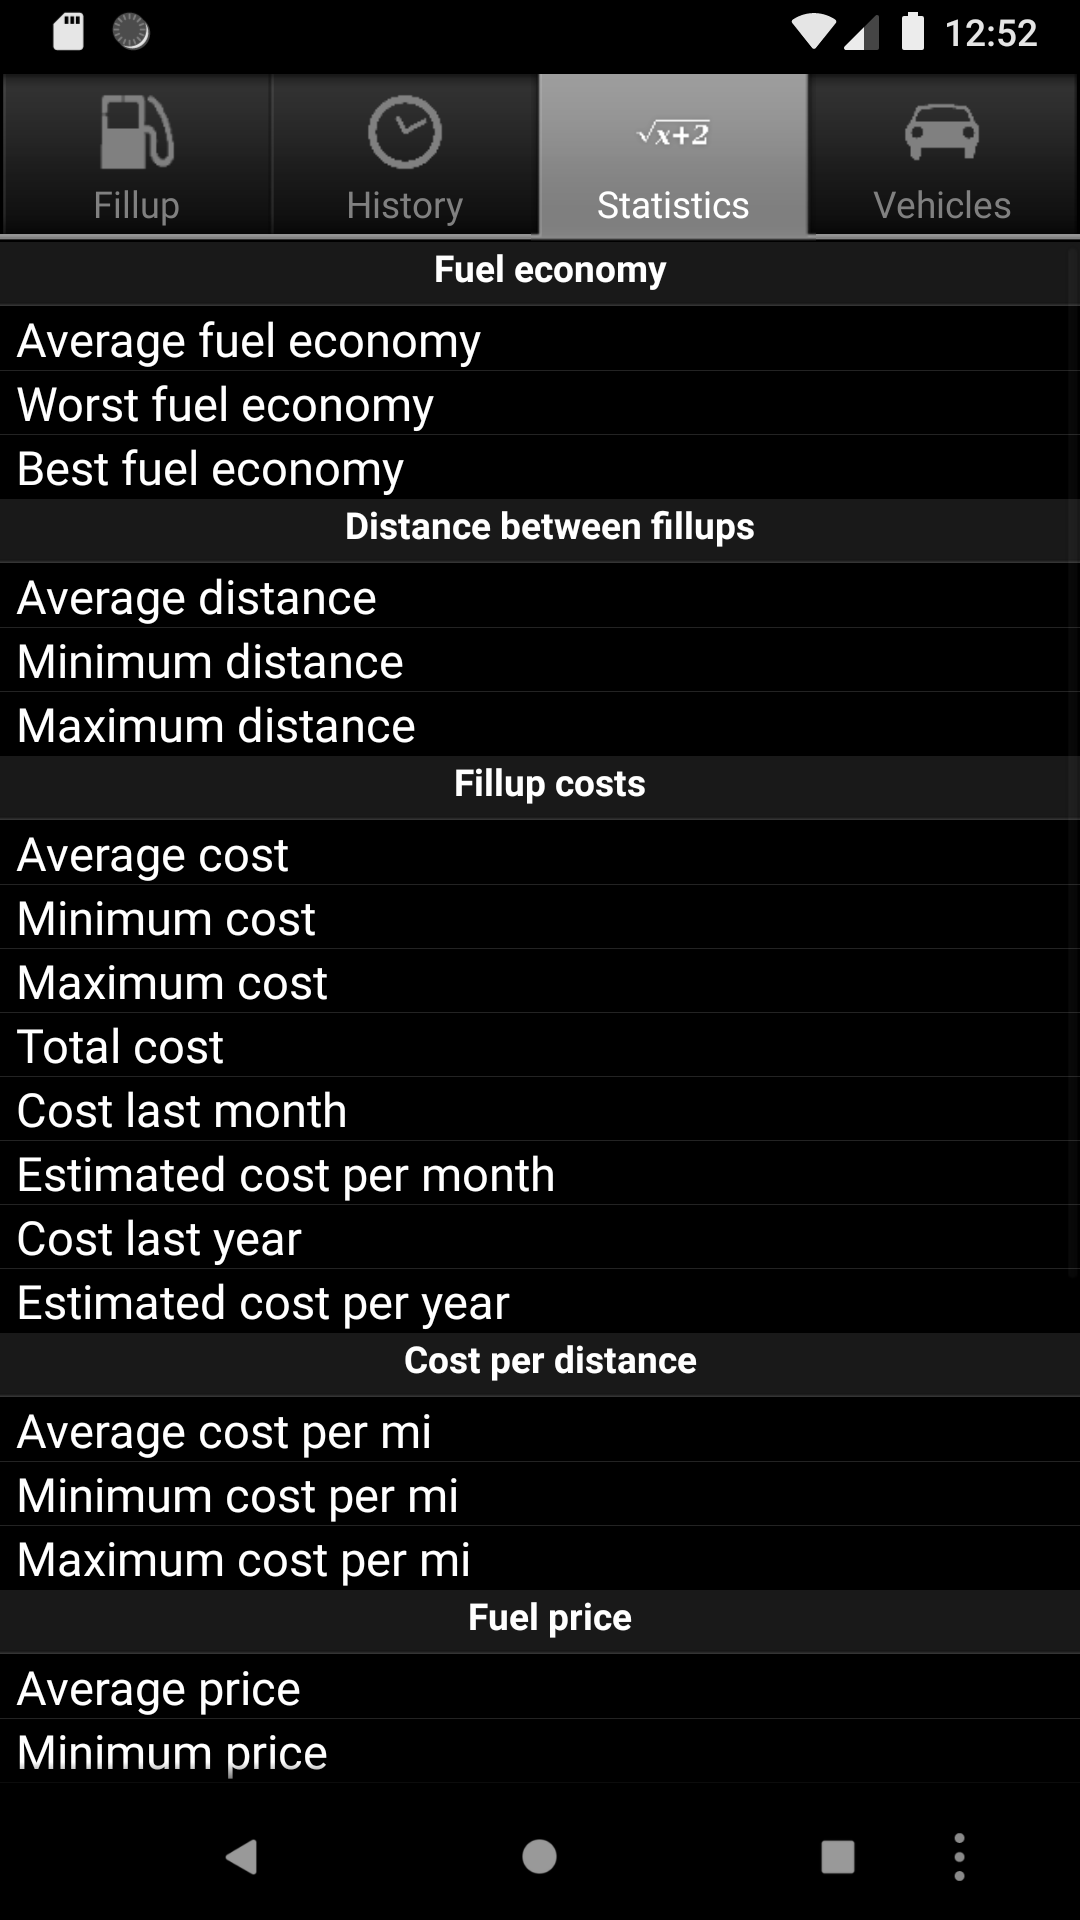 12:52
Fillup
History
√x+2
Statistics
Vehicles
Fuel economy
Average fuel economy
Worst fuel economy
Best fuel economy
Distance between fillups
Average distance
Minimum distance
Maximum distance
Fillup costs
Average cost
Minimum cost
Maximum cost
Total cost
Cost last month
Estimated cost per month
Cost last year
Estimated cost per year
Cost per distance
Average cost per mi
Minimum cost per mi
Maximum cost per mi
Fuel price
Average price
Minimum price